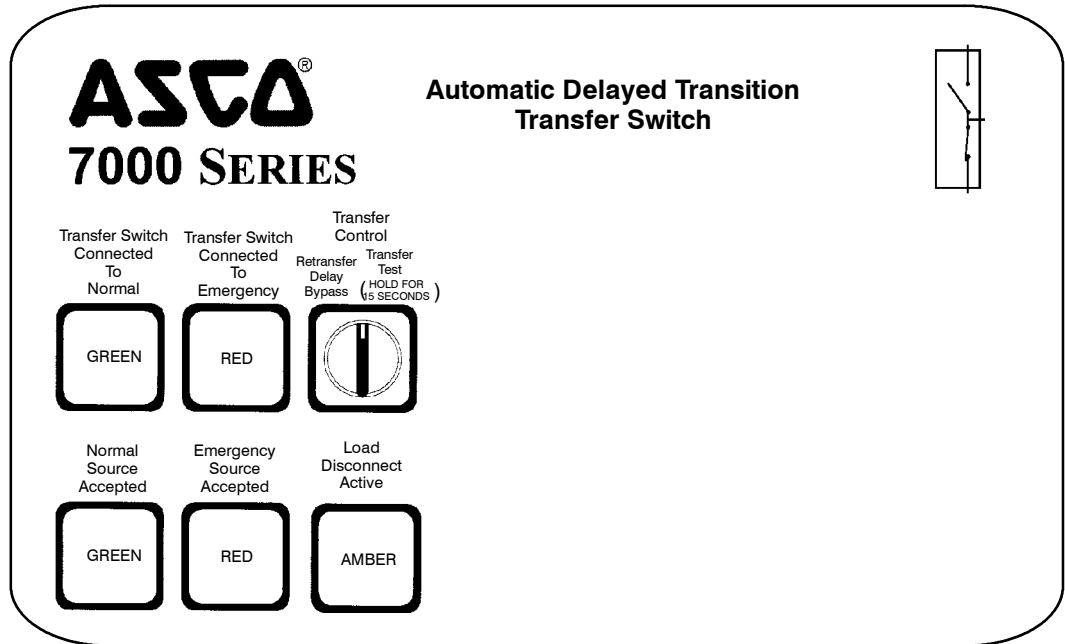 ASCO®
7000 SERIES
Automatic Delayed Transition
Transfer Switch
Transfer Switch
Connected
To
Normal
GREEN
Transfer Switch
Connected
To
Emergency
RED
Transfer
Control
Retransfer
Delay
Bypass
Transfer
Test
(HOLD FOR
15 SECONDS)
Normal
Source
Accepted
GREEN
Emergency
Source
Accepted
RED
Load
Disconnect
Active
AMBER